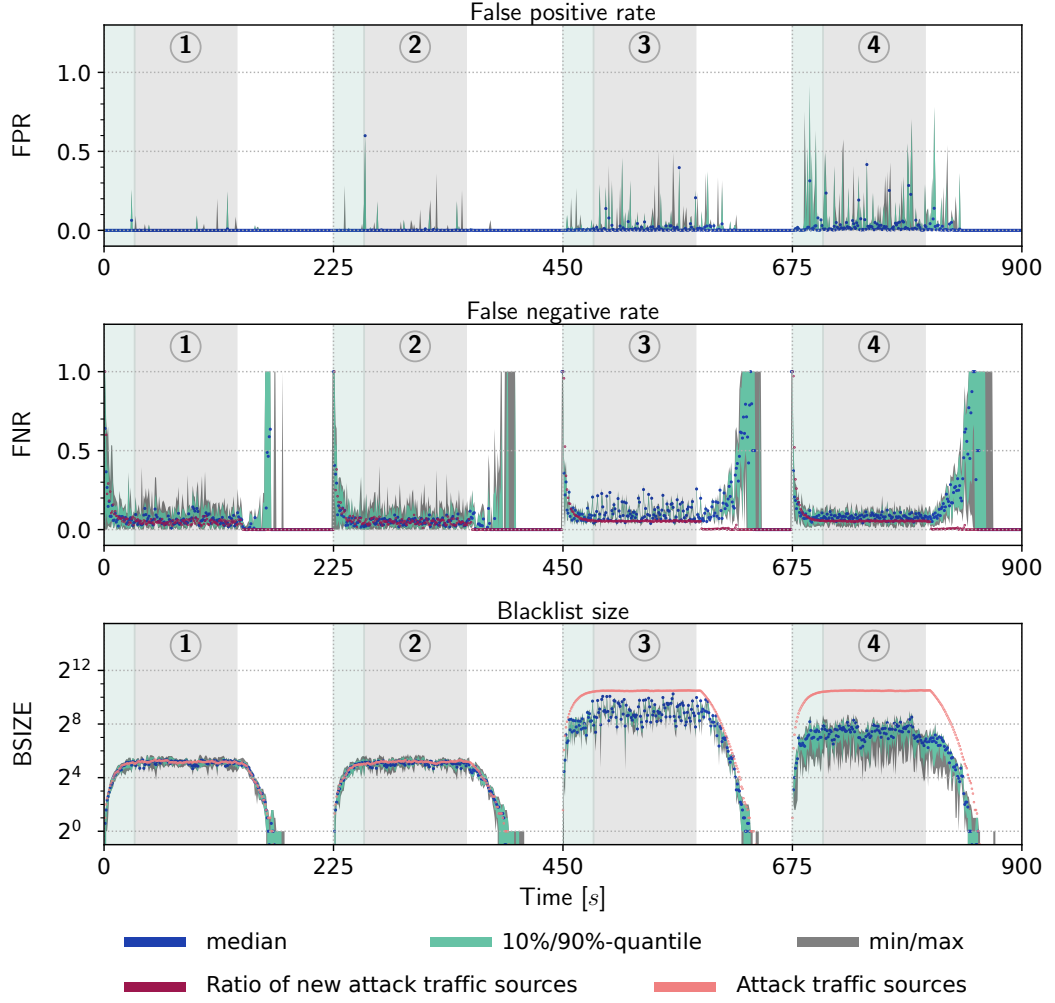 False positive rate
1 2 3 4
1.0
0.5
0.0
FPR
0 225 450 675 900
False negative rate
1 2 3 4
1.0
0.5
0.0
FNR
0 225 450 675 900
Blacklist size
1 2 3 4
2^12
2^8
2^4
2^0
BSIZE
0 225 450 675 900
Time [s]
median 10%/90%-quantile min/max
Ratio of new attack traffic sources Attack traffic sources